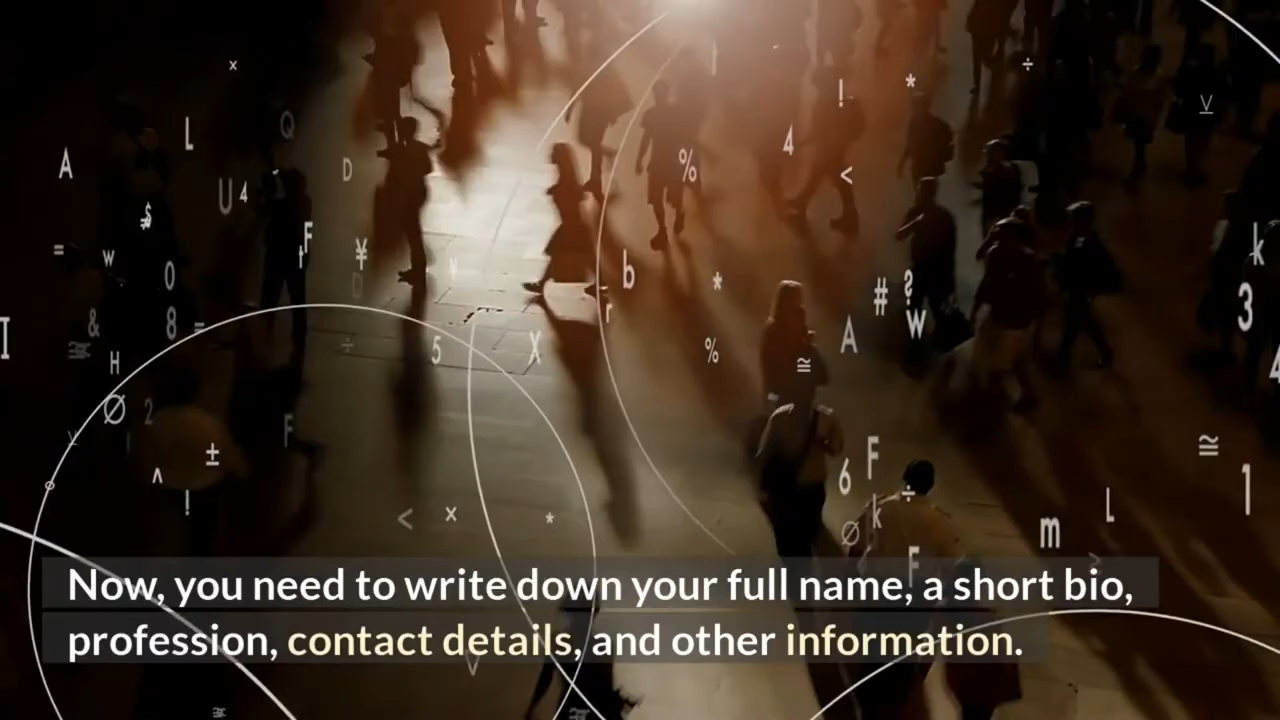 Now, you need to write down your full name, a short bio,
profession, contact details, and other information.